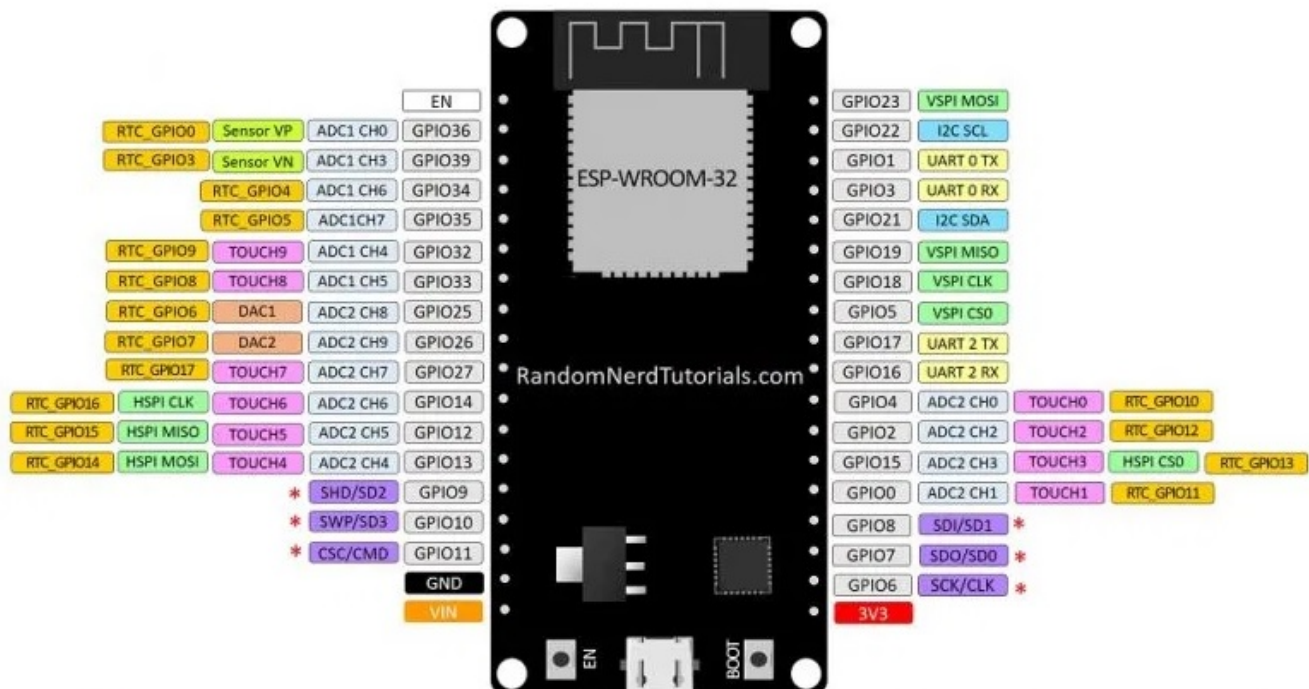 EN GPIO23 VSPI MOSI
RTC_GPIO0 Sensor VP ADC1 CH0 GPIO36 GPIO22 I2C SCL
RTC_GPIO3 Sensor VN ADC1 CH3 GPIO39 GPIO1 UART 0 TX
RTC_GPIO4 ADC1 CH6 GPIO34 ESP-WROOM-32 GPIO3 UART 0 RX
RTC_GPIO5 ADC1CH7 GPIO35 GPIO21 I2C SDA
RTC_GPIO9 TOUCH9 ADC1 CH4 GPIO32 GPIO19 VSPI MISO
RTC_GPIO8 TOUCH8 ADC1 CH5 GPIO33 GPIO18 VSPI CLK
RTC_GPIO6 DAC1 ADC2 CH8 GPIO25 GPIO5 VSPI CS0
RTC_GPIO7 DAC2 ADC2 CH9 GPIO26 GPIO17 UART 2 TX
RTC_GPIO17 TOUCH7 ADC2 CH7 GPIO27 RandomNerdTutorials.com GPIO16 UART 2 RX
RTC_GPIO16 HSPI CLK TOUCH6 ADC2 CH6 GPIO14 GPIO4 ADC2 CH0 TOUCH0 RTC_GPIO10
RTC_GPIO15 HSPI MISO TOUCH5 ADC2 CH5 GPIO12 GPIO2 ADC2 CH2 TOUCH2 RTC_GPIO12
RTC_GPIO14 HSPI MOSI TOUCH4 ADC2 CH4 GPIO13 GPIO15 ADC2 CH3 TOUCH3 HSPI CS0 RTC_GPIO13
* SHD/SD2 GPIO9 GPIO0 ADC2 CH1 TOUCH1 RTC_GPIO11
* SWP/SD3 GPIO10 GPIO8 SDI/SD1 *
* CSC/CMD GPIO11 GPIO7 SDO/SD0 *
GND GPIO6 SCK/CLK *
VIN 3V3
EN BOOT